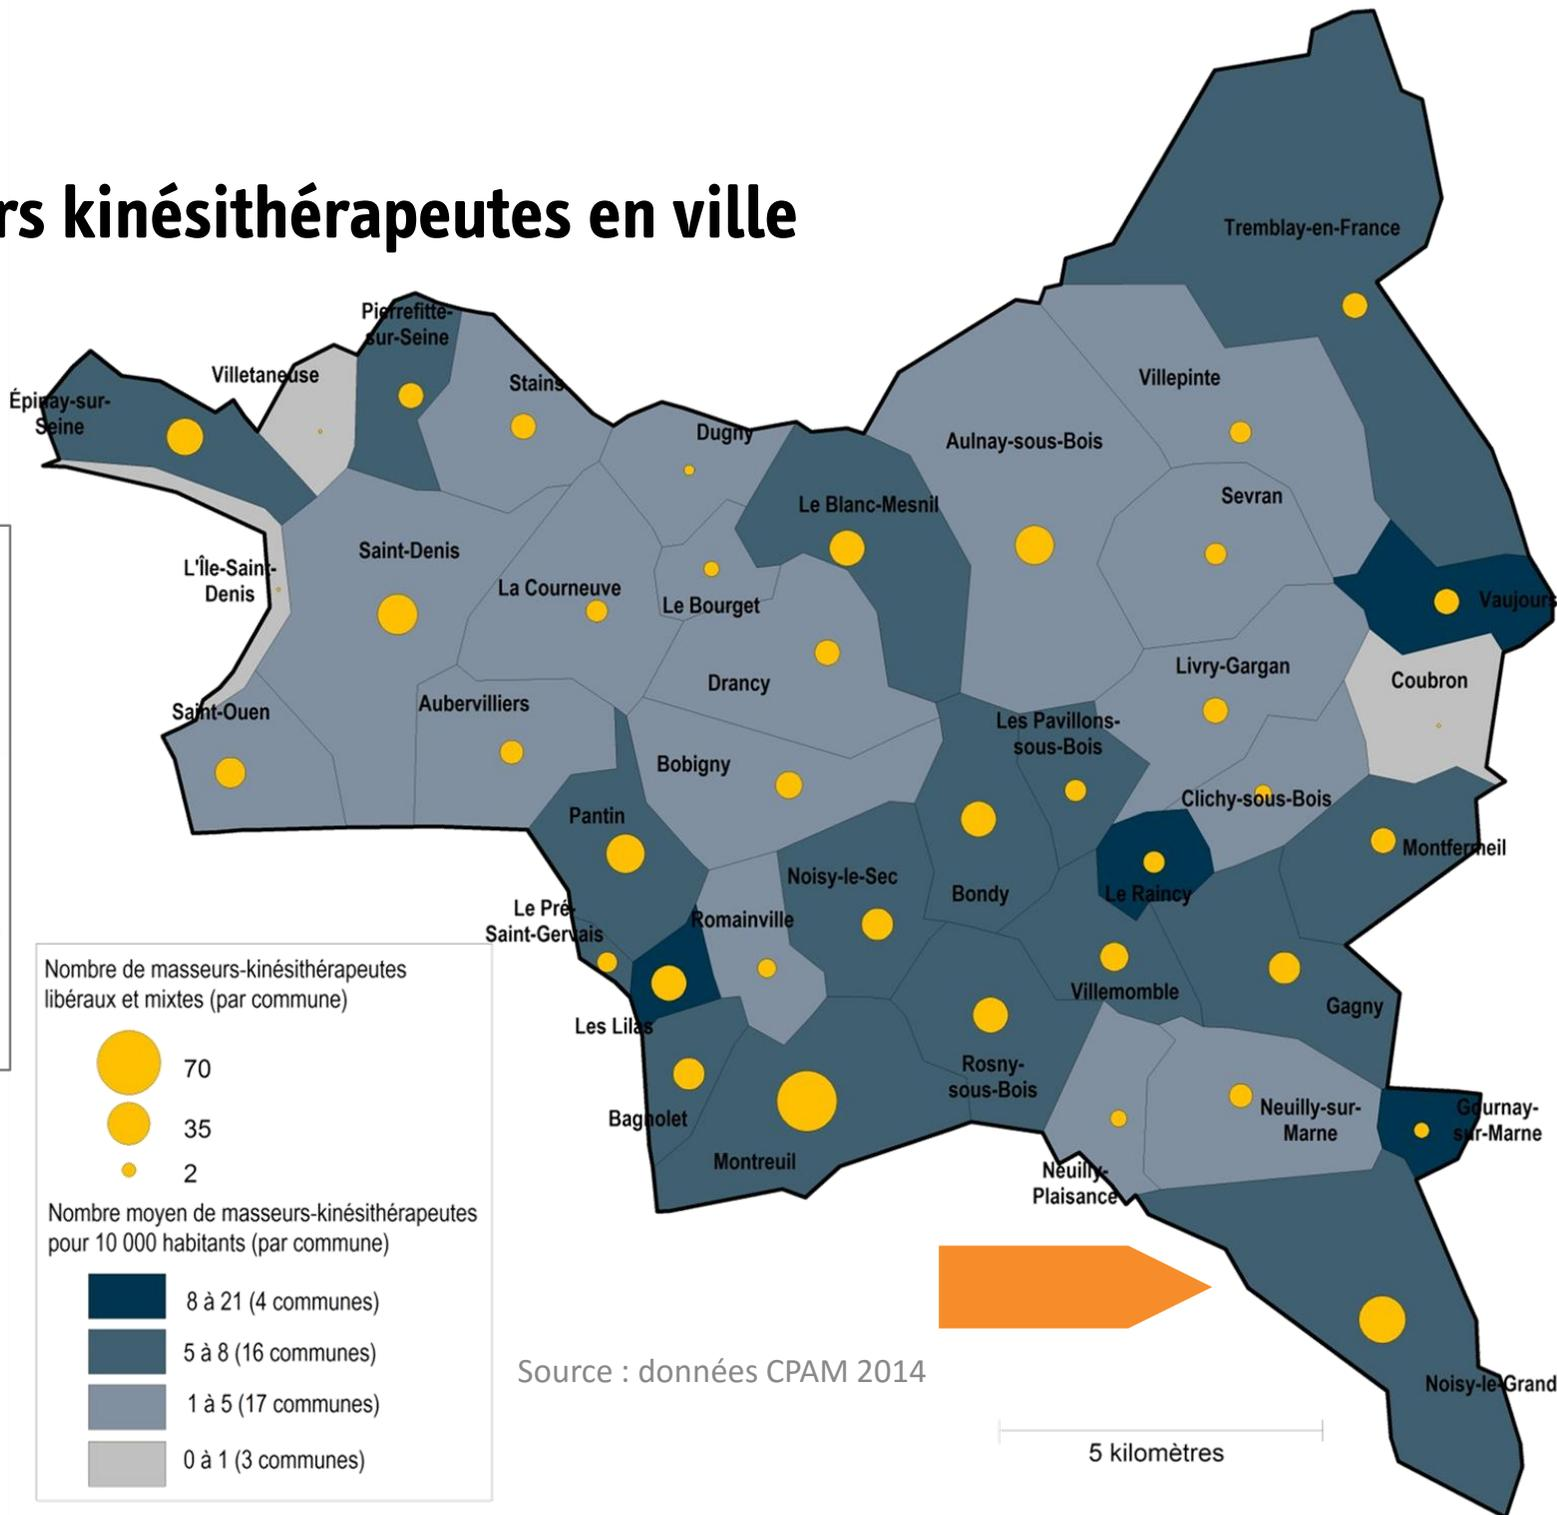 rs kinésithérapeutes en ville
Tremblay-en-France
Pierrefitte-
sur-Seine
Villetaneuse
Stains
Épinay-sur-
Seine
Villepinte
Dugny
Aulnay-sous-Bois
Sevran
Le Blanc-Mesnil
Saint-Denis
L'Île-Saint-
Denis
La Courneuve
Le Bourget
Vaujours
Livry-Gargan
Coubron
Drancy
Aubervilliers
Saint-Ouen
Les Pavillons-
sous-Bois
Bobigny
Clichy-sous-Bois
Pantin
Montfermeil
Noisy-le-Sec
Bondy
Le Raincy
Le Pré-
Saint-Gervais
Romainville
Villemomble
Gagny
Les Lilas
Rosny-
sous-Bois
Bagnolet
Neuilly-sur-
Marne
Gournay-
sur-Marne
Montreuil
Neuilly-
Plaisance
Noisy-le-Grand
Nombre de masseurs-kinésithérapeutes
libéraux et mixtes (par commune)
70
35
2
Nombre moyen de masseurs-kinésithérapeutes
pour 10 000 habitants (par commune)
8 à 21 (4 communes)
5 à 8 (16 communes)
1 à 5 (17 communes)
0 à 1 (3 communes)
Source : données CPAM 2014
5 kilomètres